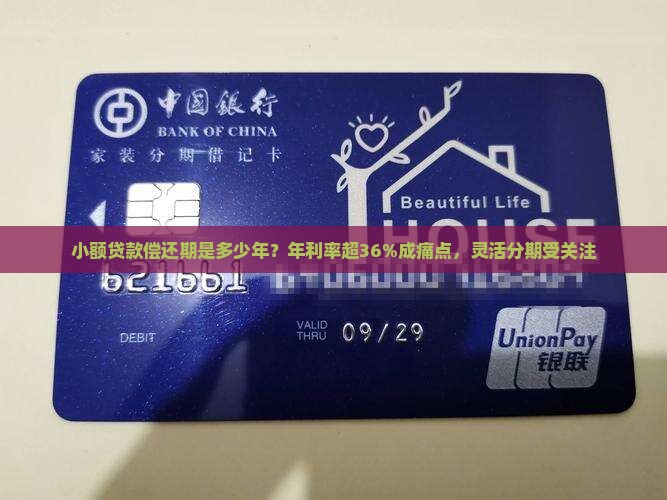 中国银行
BANK OF CHINA
家装分期借记卡
Beautiful Life
HOUSE
小额贷款偿还期是多少年？年利率超36%成痛点，灵活分期受关注
DEBIT
VALID
THRU
09/29
UnionPay
银联